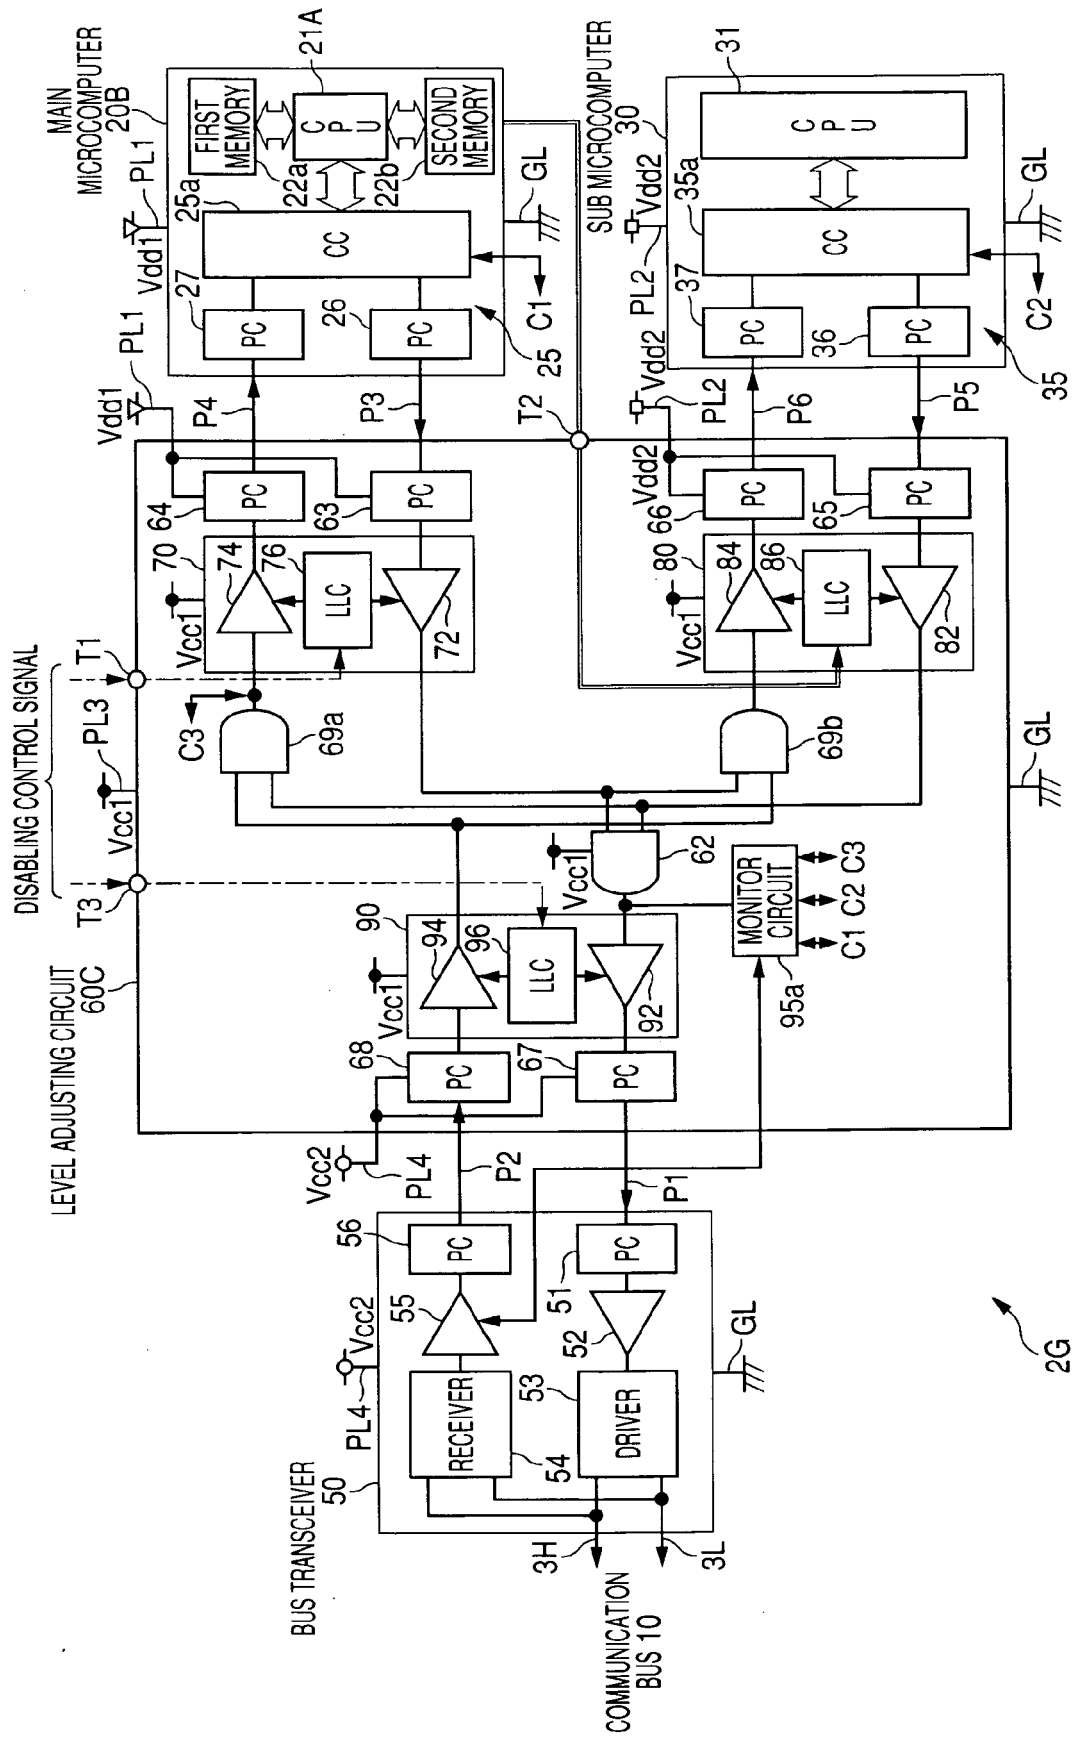 MAIN
MICROCOMPUTER
20B
PL1
Vdd1
FIRST
MEMORY
22a
21A
CPU
22b
SECOND
MEMORY
25a
CC
27
PC
26
PC
25
C1
GL
SUB MICROCOMPUTER
30
Vdd2
PL2
31
CPU
35a
CC
37
PC
36
PC
35
C2
GL
PL1
Vdd1
P4
P3
T2
Vdd2
PL2
P6
P5
DISABLING CONTROL SIGNAL
T1
PL3
Vcc1
T3
LEVEL ADJUSTING CIRCUIT
60C
64
PC
63
PC
70
Vcc1
74
76
LLC
72
C3
69a
Vdd2
66
PC
65
PC
80
Vcc1
84
86
LLC
82
69b
62
Vcc1
GL
90
Vcc1
94
96
LLC
92
MONITOR
CIRCUIT
95a
C1
C2
C3
68
PC
67
PC
Vcc2
PL4
P2
P1
BUS TRANSCEIVER
50
PL4
Vcc2
56
PC
55
51
PC
52
RECEIVER
54
53
DRIVER
GL
3H
3L
COMMUNICATION
BUS 10
2G